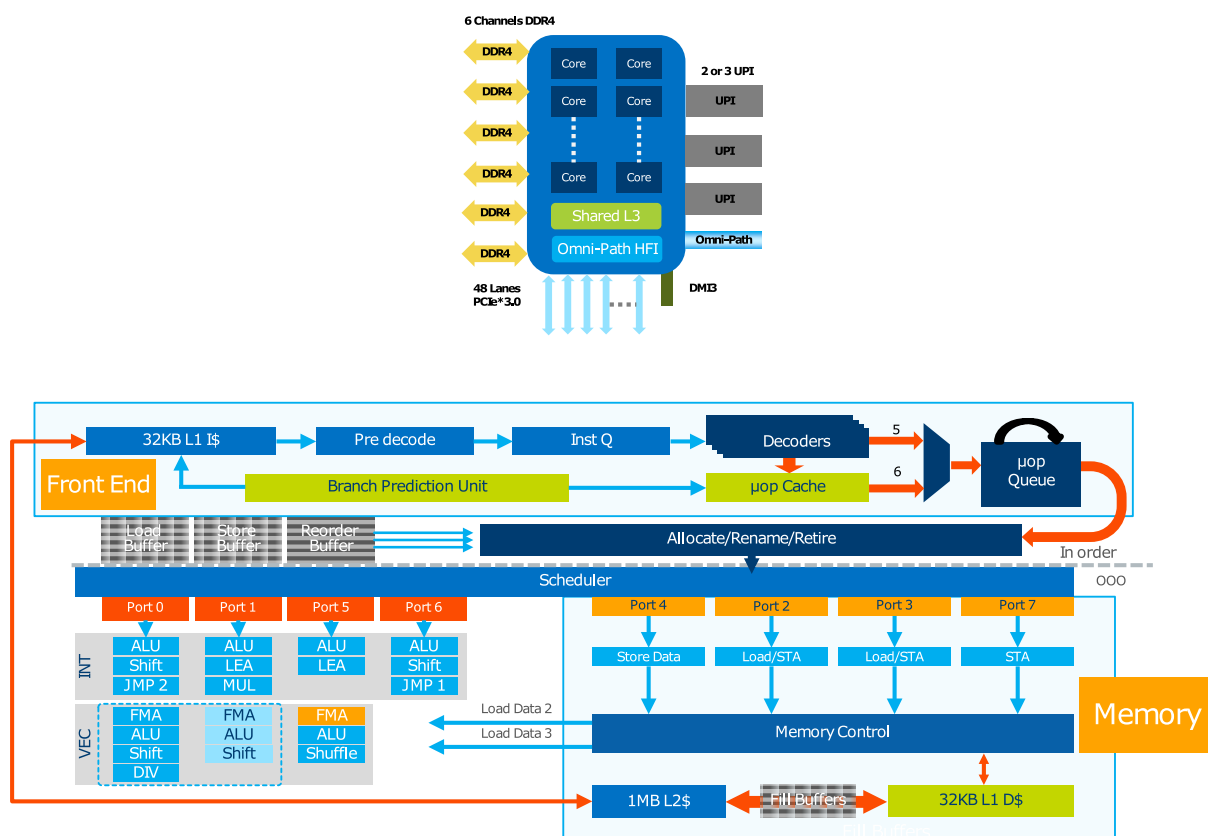 6 Channels DDR4
DDR4
DDR4
DDR4
DDR4
DDR4
DDR4
Core
Core
Core
Core
Core
Core
Shared L3
Omni-Path HFI
2 or 3 UPI
UPI
UPI
UPI
Omni-Path
48 Lanes
PCIe* 3.0
DMI3
32KB L1 I$
Pre decode
Inst Q
Decoders
5
6
μop
Queue
Front End
Branch Prediction Unit
μop Cache
Load
Buffer
Store
Buffer
Reorder
Buffer
Allocate/Rename/Retire
In order
OOO
Scheduler
Port 0
Port 1
Port 5
Port 6
Port 4
Port 2
Port 3
Port 7
INT
ALU
Shift
JMP 2
ALU
LEA
MUL
ALU
LEA
ALU
Shift
JMP 1
Store Data
Load/STA
Load/STA
STA
VEC
FMA
ALU
Shift
DIV
FMA
ALU
Shift
FMA
ALU
Shuffle
Load Data 2
Load Data 3
Memory Control
Memory
1MB L2$
Fill Buffers
32KB L1 D$
Fill Buffers